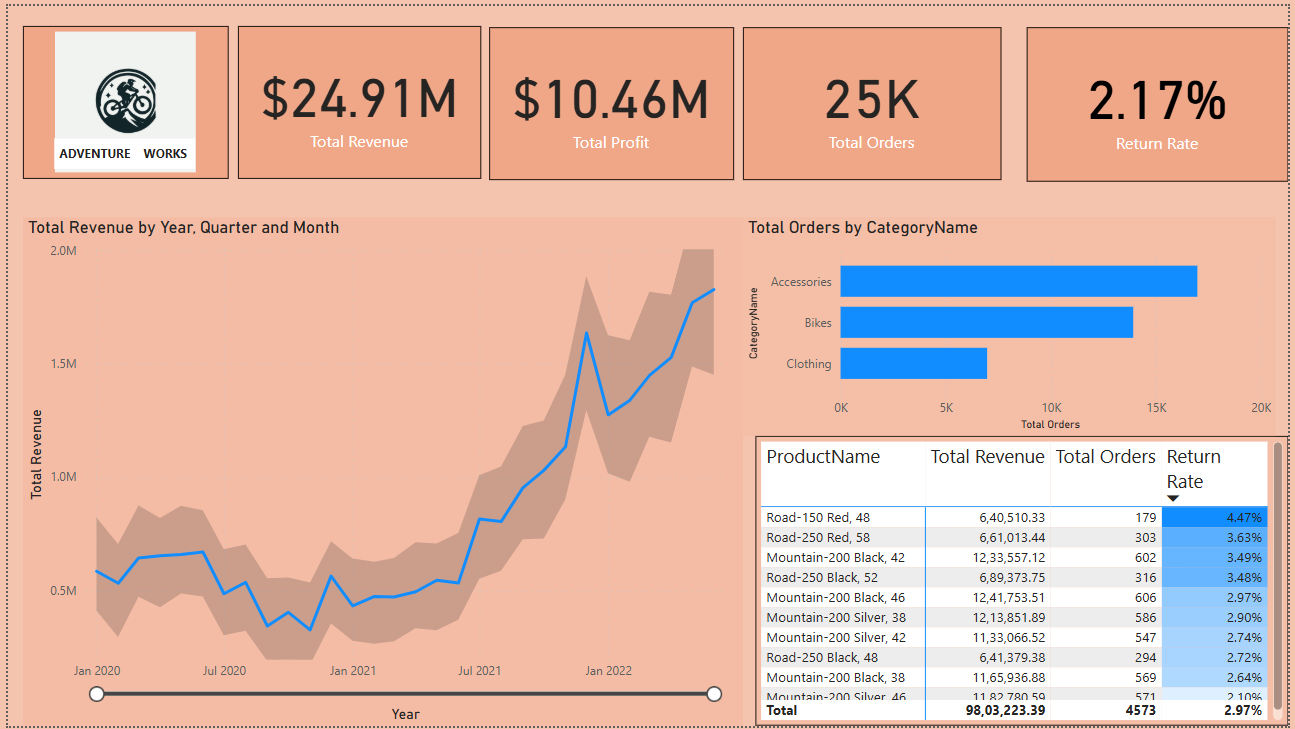 ADVENTURE WORKS
$24.91M
Total Revenue
$10.46M
Total Profit
25K
Total Orders
2.17%
Return Rate
Total Revenue by Year, Quarter and Month
2.0M
1.5M
1.0M
0.5M
Total Revenue
Jan 2020 Jul 2020 Jan 2021 Jul 2021 Jan 2022
Year
Total Orders by CategoryName
CategoryName
Accessories
Bikes
Clothing
0K 5K 10K 15K 20K
Total Orders
ProductName Total Revenue Total Orders Return
Rate
Road-150 Red, 48 6,40,510.33 179 4.47%
Road-250 Red, 58 6,61,013.44 303 3.63%
Mountain-200 Black, 42 12,33,557.12 602 3.49%
Road-250 Black, 52 6,89,373.75 316 3.48%
Mountain-200 Black, 46 12,41,753.51 606 2.97%
Mountain-200 Silver, 38 12,13,851.89 586 2.90%
Mountain-200 Silver, 42 11,33,066.52 547 2.74%
Road-250 Black, 48 6,41,379.38 294 2.72%
Mountain-200 Black, 38 11,65,936.88 569 2.64%
Mountain-200 Silver, 46 11,82,780.59 571 2.10%
Total 98,03,223.39 4573 2.97%